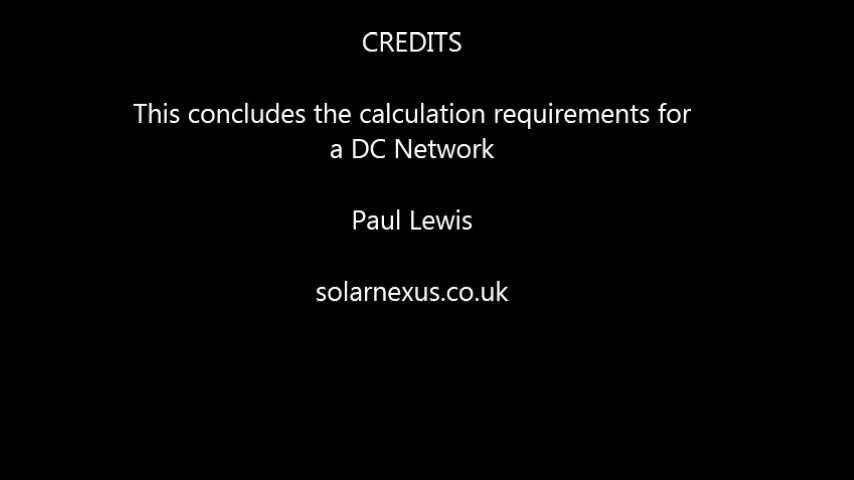 CREDITS
This concludes the calculation requirements for
a DC Network
Paul Lewis
solarnexus.co.uk